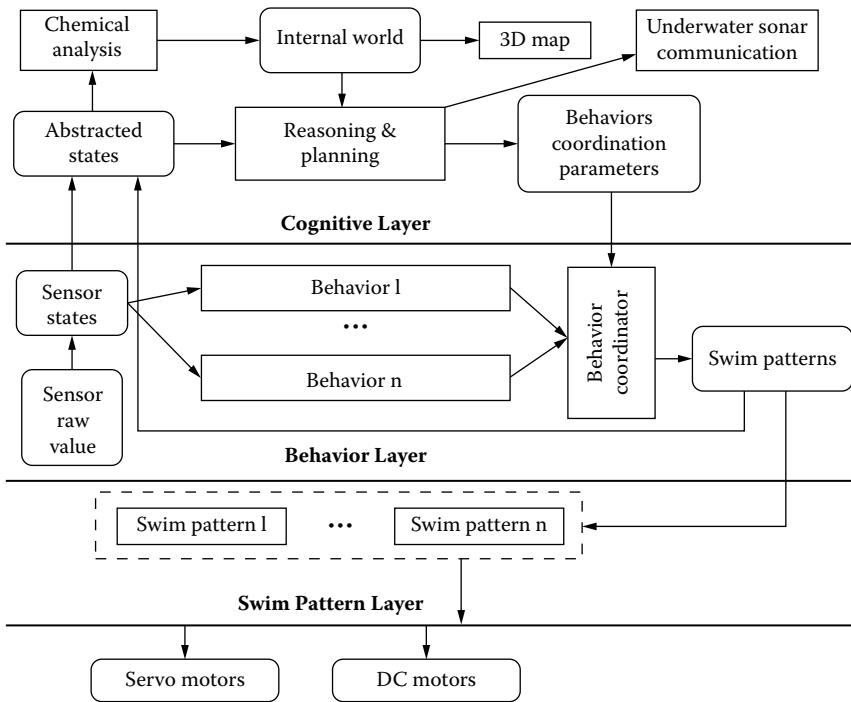 Chemical
analysis
Internal world
3D map
Underwater sonar
communication
Abstracted
states
Reasoning &
planning
Behaviors
coordination
parameters
Cognitive Layer
Sensor
states
Behavior l
...
Behavior n
Behavior
coordinator
Swim patterns
Sensor
raw
value
Behavior Layer
Swim pattern l
...
Swim pattern n
Swim Pattern Layer
Servo motors
DC motors